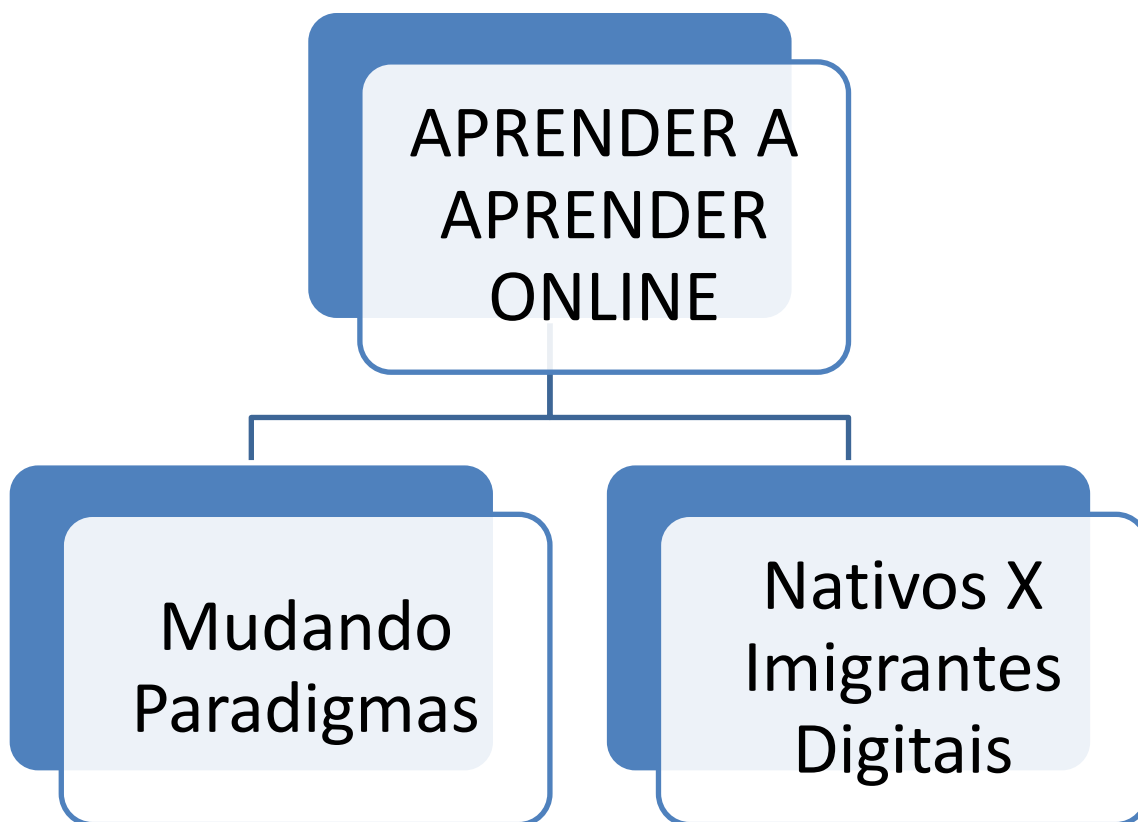 APRENDER A
APRENDER
ONLINE
Mudando
Paradigmas
Nativos X
Imigrantes
Digitais